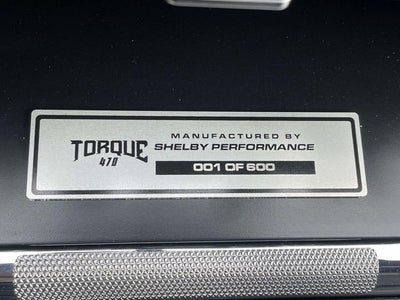 TORQUE
470
MANUFACTURED BY
SHELBY PERFORMANCE
001 OF 600